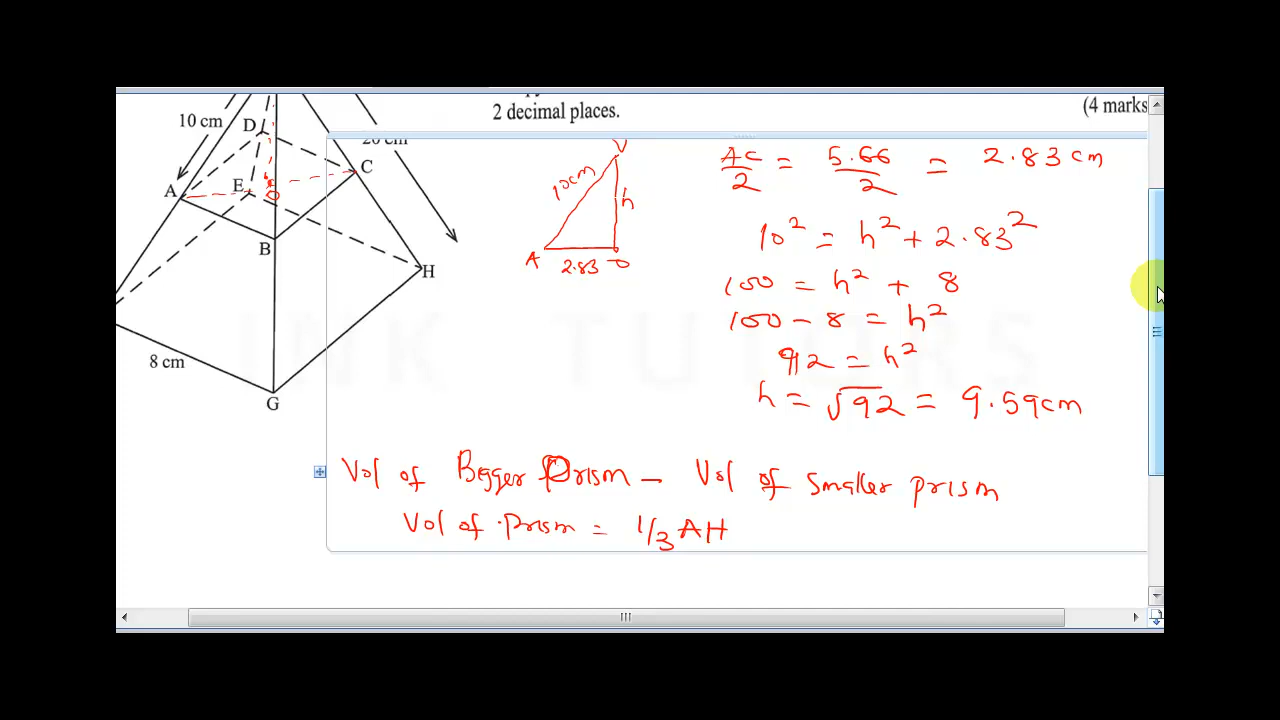 2 decimal places.
(4 marks
10 cm
D
A
E
C
B
H
8 cm
G
V
10cm
h
A
2.83
O
AC/2 = 5.66/2 = 2.83 cm
10² = h² + 2.83²
100 = h² + 8
100 - 8 = h²
92 = h²
h = √92 = 9.59cm
INK TUTORS
Vol of Bigger Prism - Vol of smaller prism
Vol of Prism = 1/3 AH